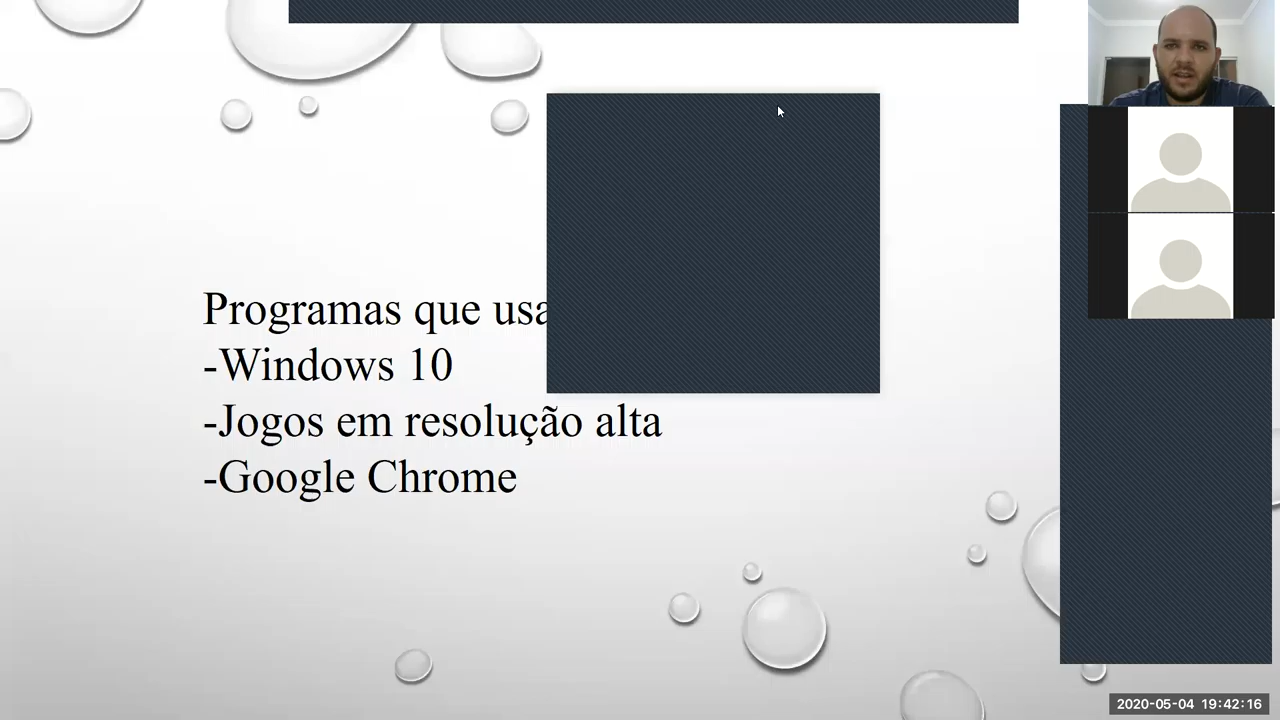 Programas que usa
-Windows 10
-Jogos em resolução alta
-Google Chrome
2020-05-04 19:42:16